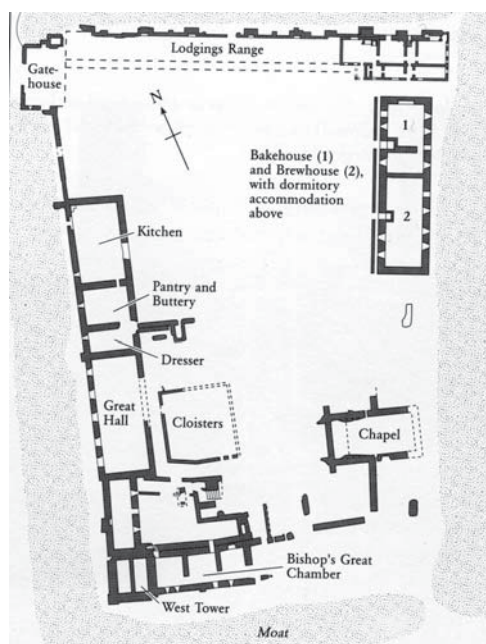 Lodgings Range
Gate-
house
N
1
Bakehouse (1)
and Brewhouse (2),
with dormitory
accommodation
above
2
Kitchen
Pantry and
Buttery
Dresser
Great
Hall
Cloisters
Chapel
Bishop's Great
Chamber
West Tower
Moat